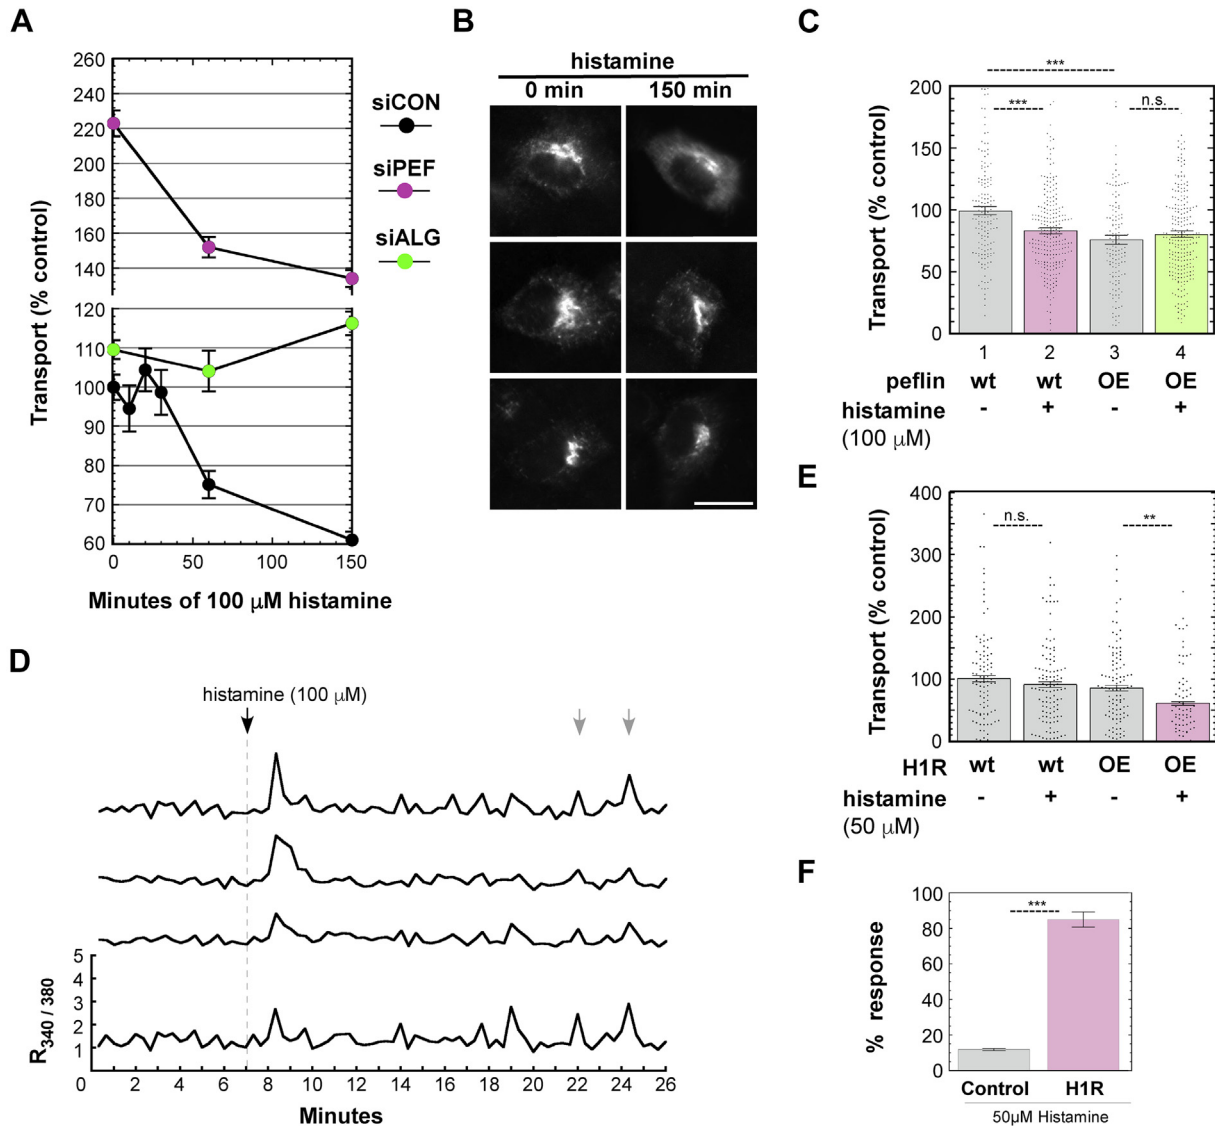 A
260
240
220
200
180
160
140
120
110
100
90
80
70
60
0
50
100
150
Transport (% control)
Minutes of 100 μM histamine
siCON
siPEF
siALG
B
histamine
0 min
150 min
C
***
***
n.s.
200
150
100
50
0
Transport (% control)
1
2
3
4
peflin
wt
wt
OE
OE
histamine
-
+
-
+
(100 μM)
D
histamine (100 μM)
5
4
3
2
1
R340 / 380
0
2
4
6
8
10
12
14
16
18
20
22
24
26
Minutes
E
400
300
200
100
0
Transport (% control)
n.s.
**
H1R
wt
wt
OE
OE
histamine
-
+
-
+
(50 μM)
F
100
80
60
40
20
0
% response
***
Control
H1R
50μM Histamine